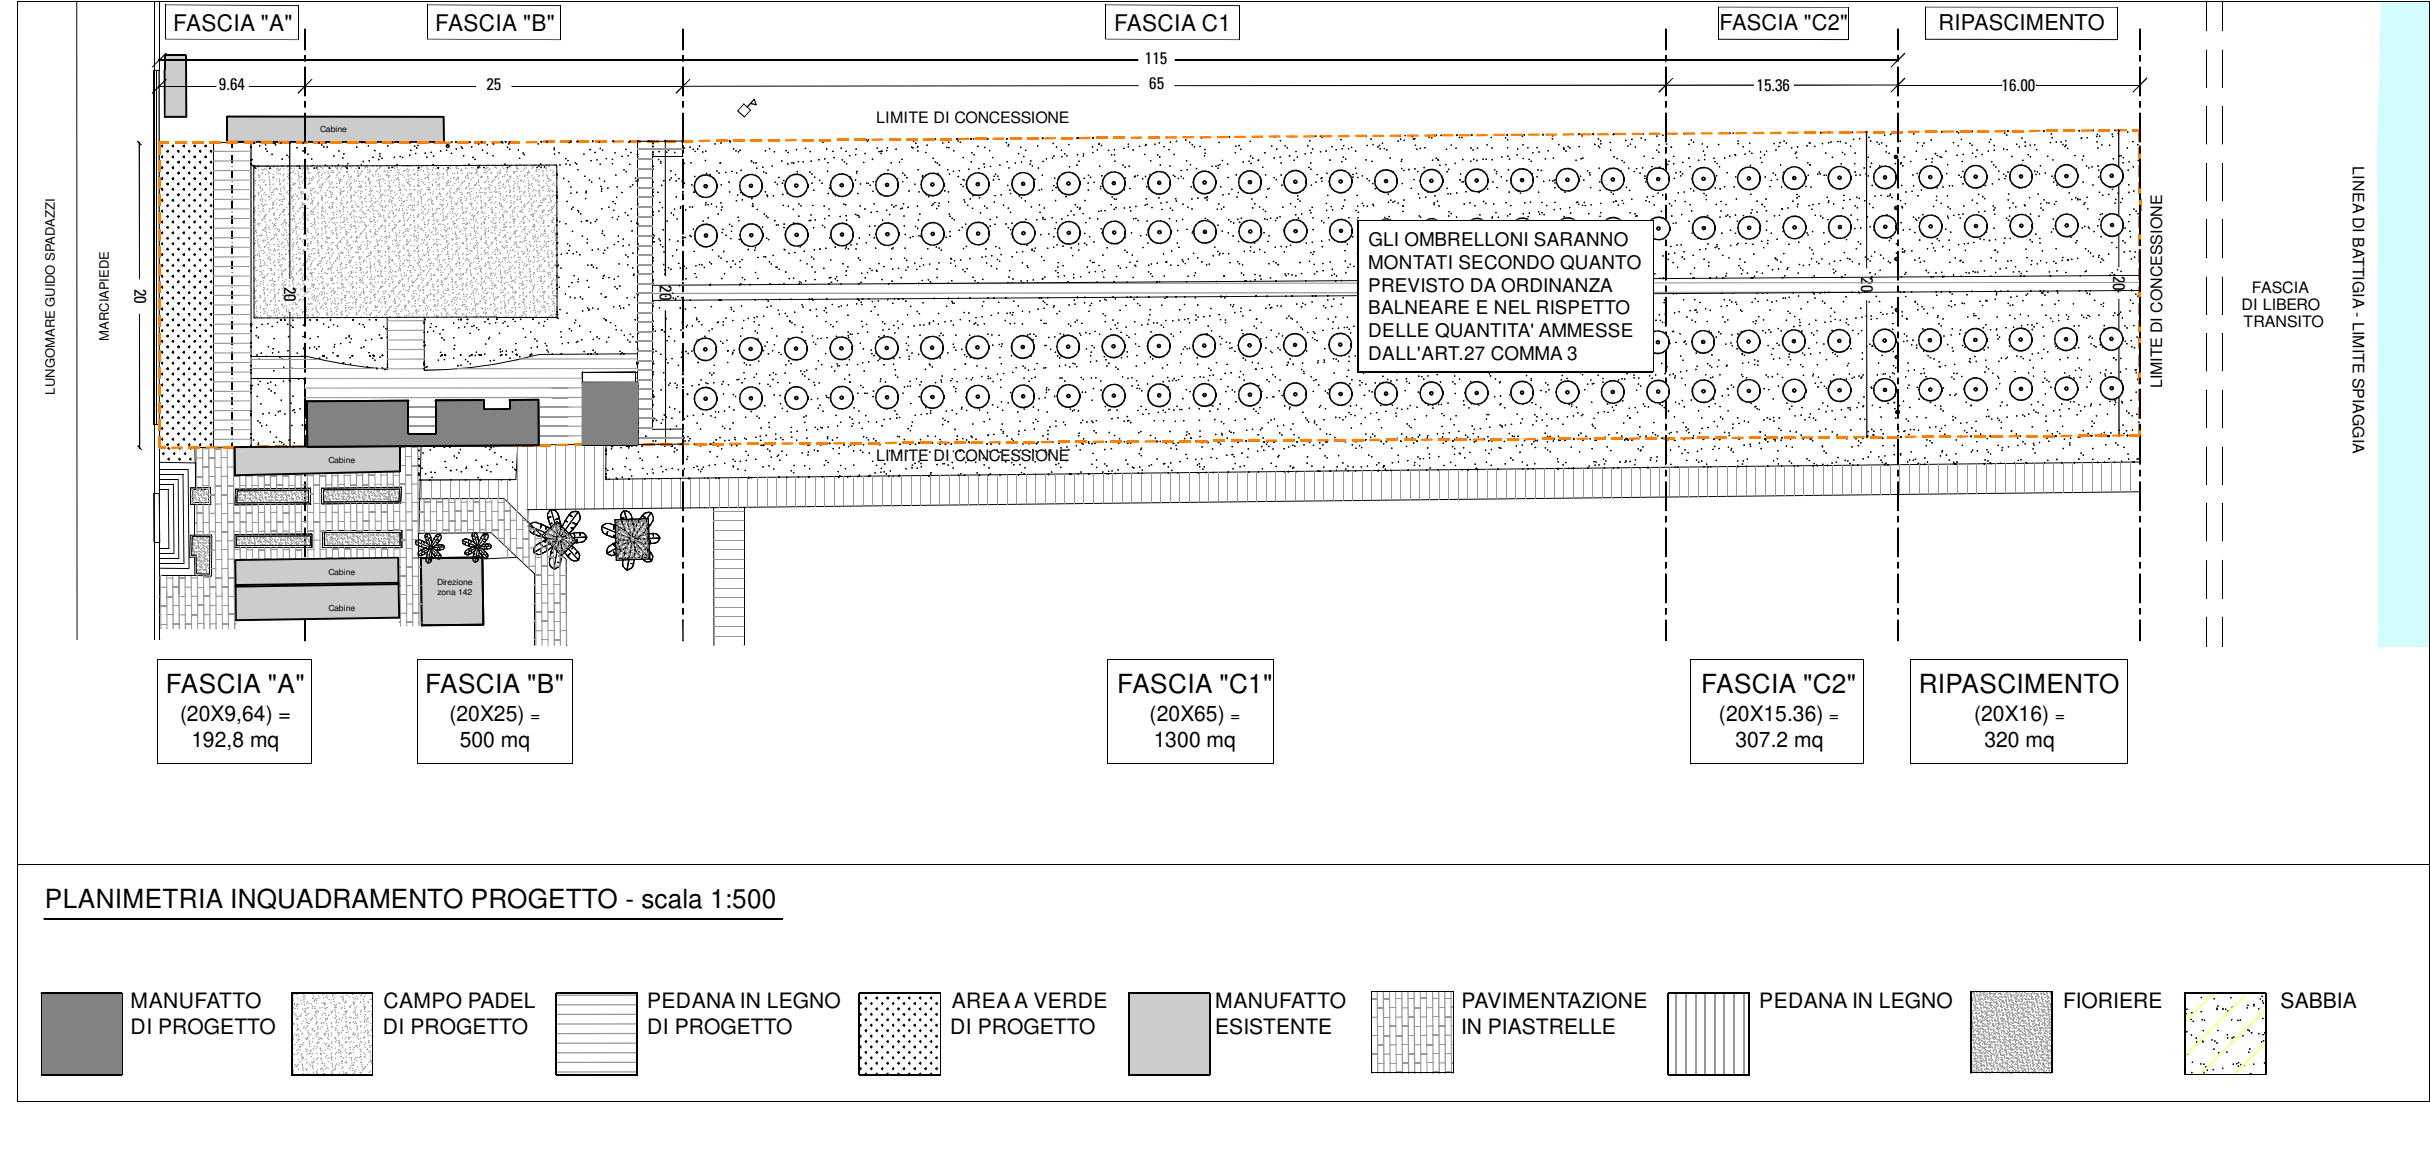 FASCIA "A"
FASCIA "B"
FASCIA C1
FASCIA "C2"
RIPASCIMENTO
115
9.64
25
65
15.36
16.00
LIMITE DI CONCESSIONE
Cabine
LUNGOMARE GUIDO SPADAZZI
MARCIAPIEDE
20
20
20
20
20
GLI OMBRELLONI SARANNO
MONTATI SECONDO QUANTO
PREVISTO DA ORDINANZA
BALNEARE E NEL RISPETTO
DELLE QUANTITA' AMMESSE
DALL'ART.27 COMMA 3
LIMITE DI CONCESSIONE
FASCIA
DI LIBERO
TRANSITO
LINEA DI BATTIGIA - LIMITE SPIAGGIA
LIMITE DI CONCESSIONE
Cabine
Cabine
Cabine
Direzione
zona 142
FASCIA "A"
(20X9,64) =
192,8 mq
FASCIA "B"
(20X25) =
500 mq
FASCIA "C1"
(20X65) =
1300 mq
FASCIA "C2"
(20X15.36) =
307.2 mq
RIPASCIMENTO
(20X16) =
320 mq
PLANIMETRIA INQUADRAMENTO PROGETTO - scala 1:500
MANUFATTO
DI PROGETTO
CAMPO PADEL
DI PROGETTO
PEDANA IN LEGNO
DI PROGETTO
AREA A VERDE
DI PROGETTO
MANUFATTO
ESISTENTE
PAVIMENTAZIONE
IN PIASTRELLE
PEDANA IN LEGNO
FIORIERE
SABBIA